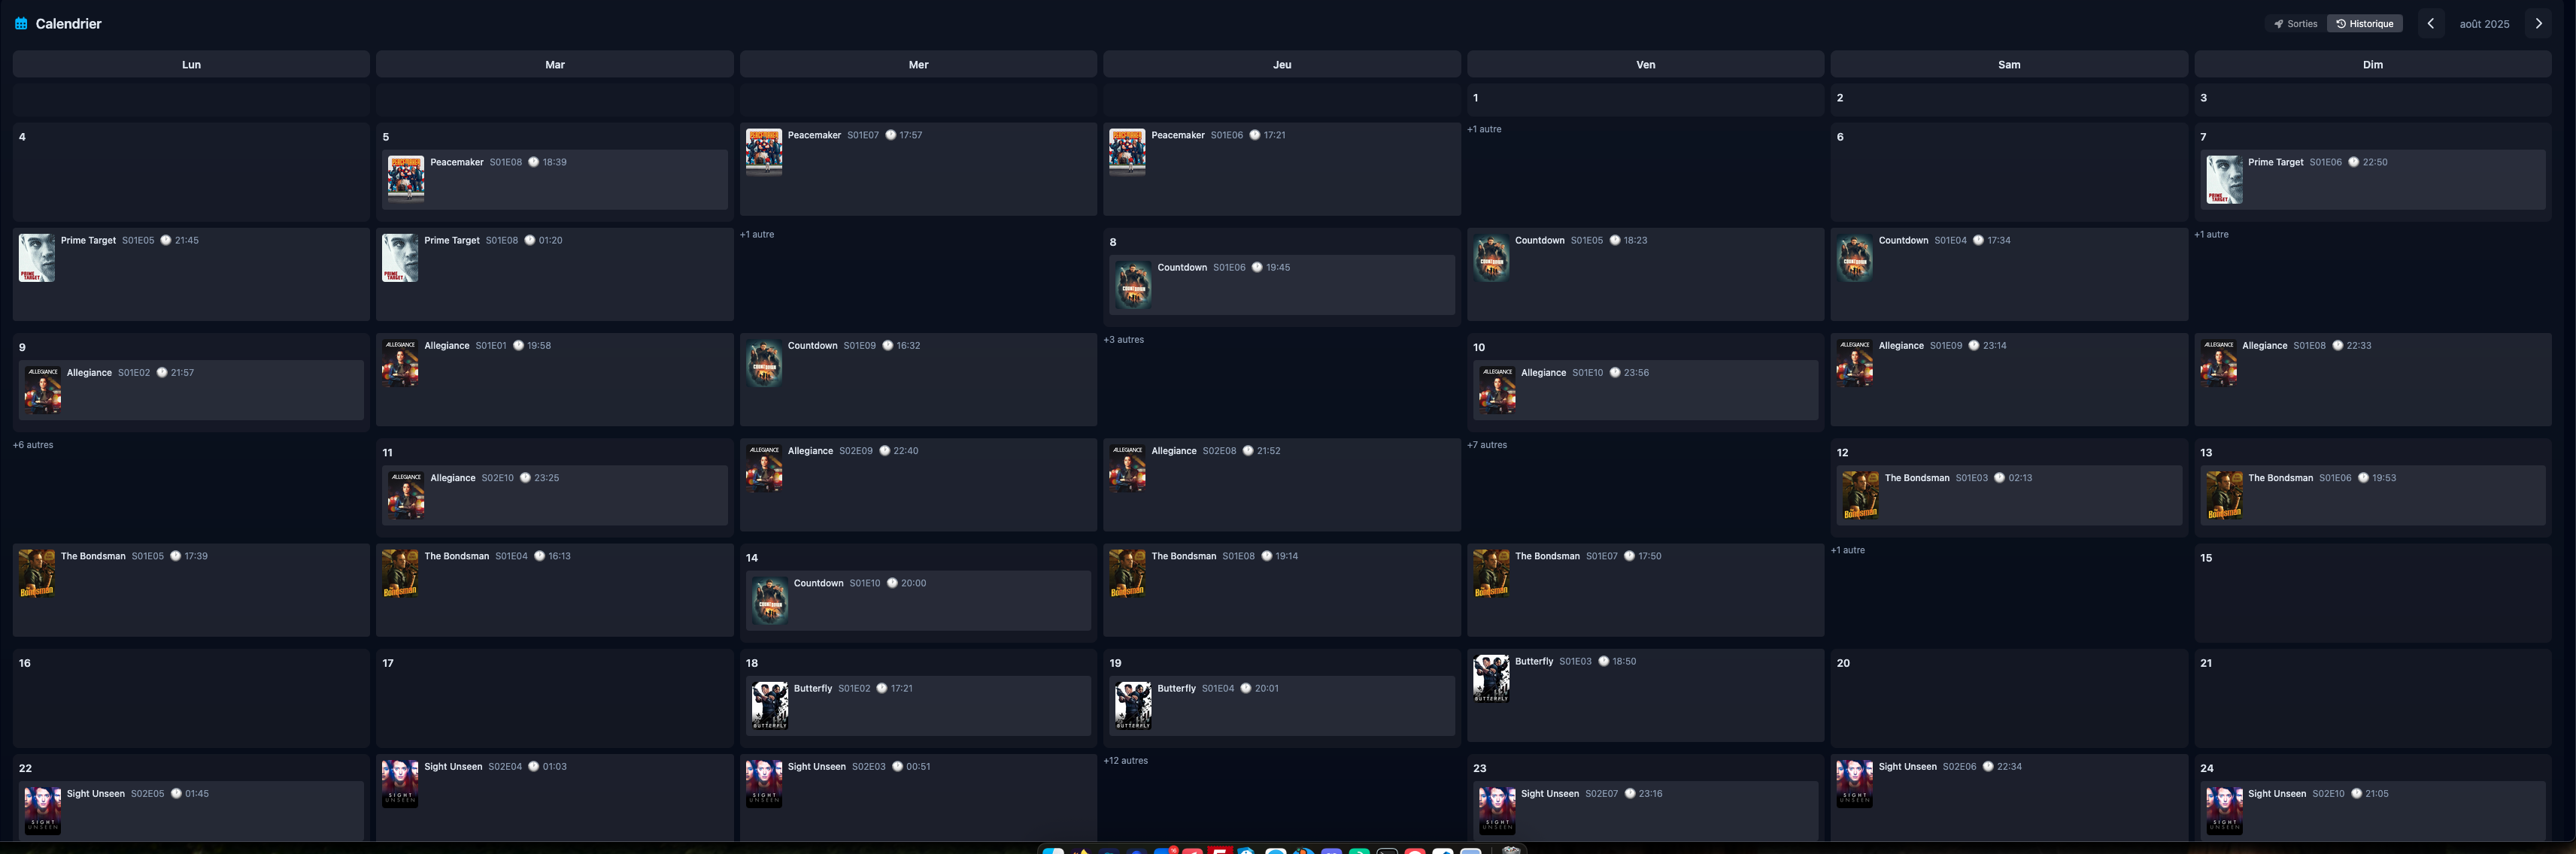 Calendrier
Sorties Historique août 2025
Lun Mar Mer Jeu Ven Sam Dim
1 2 3
4
5
Peacemaker S01E08 18:39
Peacemaker S01E07 17:57
Peacemaker S01E06 17:21
+1 autre
6
7
Prime Target S01E06 22:50
Prime Target S01E05 21:45
Prime Target S01E08 01:20
+1 autre
8
Countdown S01E06 19:45
Countdown S01E05 18:23
Countdown S01E04 17:34
+1 autre
9
Allegiance S01E02 21:57
Allegiance S01E01 19:58
Countdown S01E09 16:32
+3 autres
10
Allegiance S01E10 23:56
Allegiance S01E09 23:14
Allegiance S01E08 22:33
+6 autres
11
Allegiance S02E10 23:25
Allegiance S02E09 22:40
Allegiance S02E08 21:52
+7 autres
12
The Bondsman S01E03 02:13
13
The Bondsman S01E06 19:53
The Bondsman S01E05 17:39
The Bondsman S01E04 16:13
14
Countdown S01E10 20:00
The Bondsman S01E08 19:14
The Bondsman S01E07 17:50
+1 autre
15
16
17
18
Butterfly S01E02 17:21
19
Butterfly S01E04 20:01
Butterfly S01E03 18:50
20
21
22
Sight Unseen S02E05 01:45
Sight Unseen S02E04 01:03
Sight Unseen S02E03 00:51
+12 autres
23
Sight Unseen S02E07 23:16
Sight Unseen S02E06 22:34
24
Sight Unseen S02E10 21:05